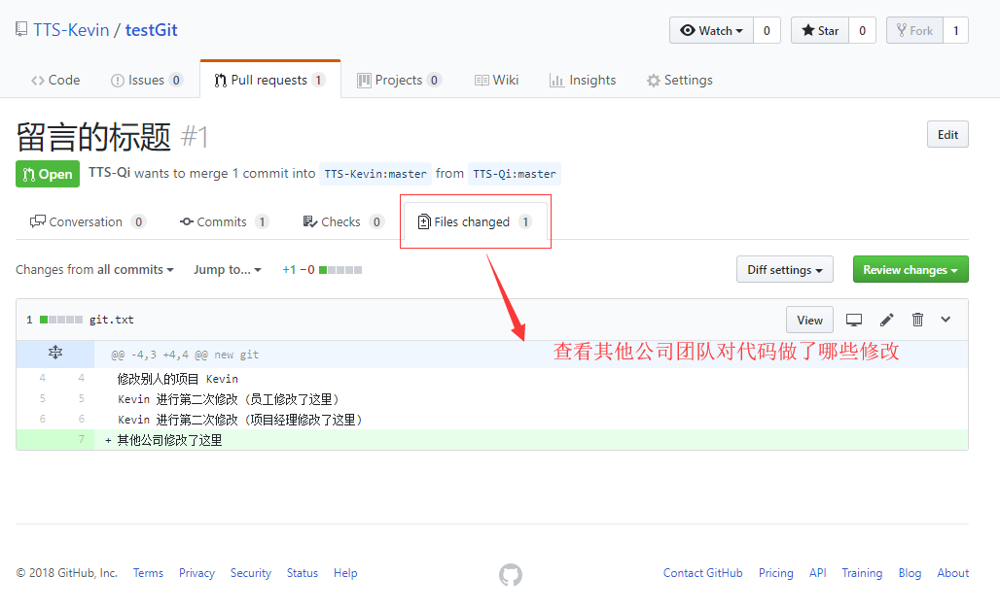 TTS-Kevin / testGit
Watch 0 Star 0 Fork 1
Code Issues 0 Pull requests 1 Projects 0 Wiki Insights Settings
留言的标题 #1
Edit
Open TTS-Qi wants to merge 1 commit into TTS-Kevin:master from TTS-Qi:master
Conversation 0 Commits 1 Checks 0 Files changed 1
Changes from all commits Jump to... +1 −0
Diff settings Review changes
1 git.txt
View
@@ -4,3 +4,4 @@ new git
查看其他公司团队对代码做了哪些修改
4 4 修改别人的项目 Kevin
5 5 Kevin 进行第二次修改（员工修改了这里）
6 6 Kevin 进行第二次修改（项目经理修改了这里）
7 + 其他公司修改了这里
© 2018 GitHub, Inc. Terms Privacy Security Status Help
Contact GitHub Pricing API Training Blog About